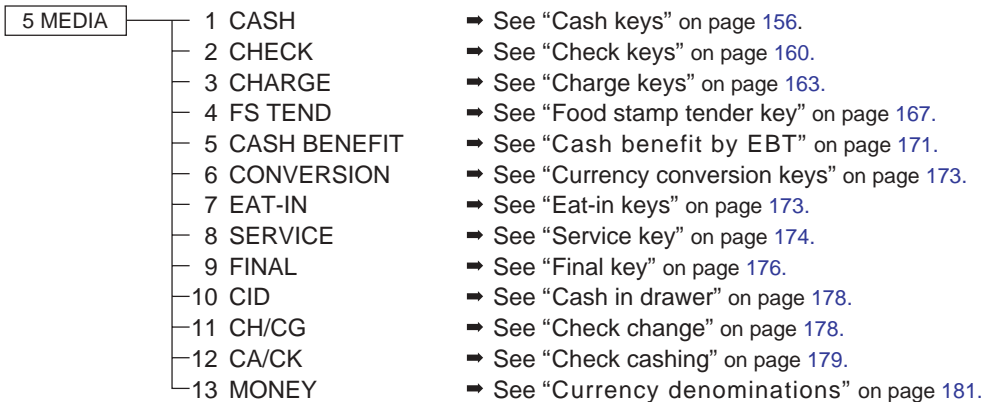 5 MEDIA 1 CASH ➡ See “Cash keys” on page 156.
2 CHECK ➡ See “Check keys” on page 160.
3 CHARGE ➡ See “Charge keys” on page 163.
4 FS TEND ➡ See “Food stamp tender key” on page 167.
5 CASH BENEFIT ➡ See “Cash benefit by EBT” on page 171.
6 CONVERSION ➡ See “Currency conversion keys” on page 173.
7 EAT-IN ➡ See “Eat-in keys” on page 173.
8 SERVICE ➡ See “Service key” on page 174.
9 FINAL ➡ See “Final key” on page 176.
10 CID ➡ See “Cash in drawer” on page 178.
11 CH/CG ➡ See “Check change” on page 178.
12 CA/CK ➡ See “Check cashing” on page 179.
13 MONEY ➡ See “Currency denominations” on page 181.